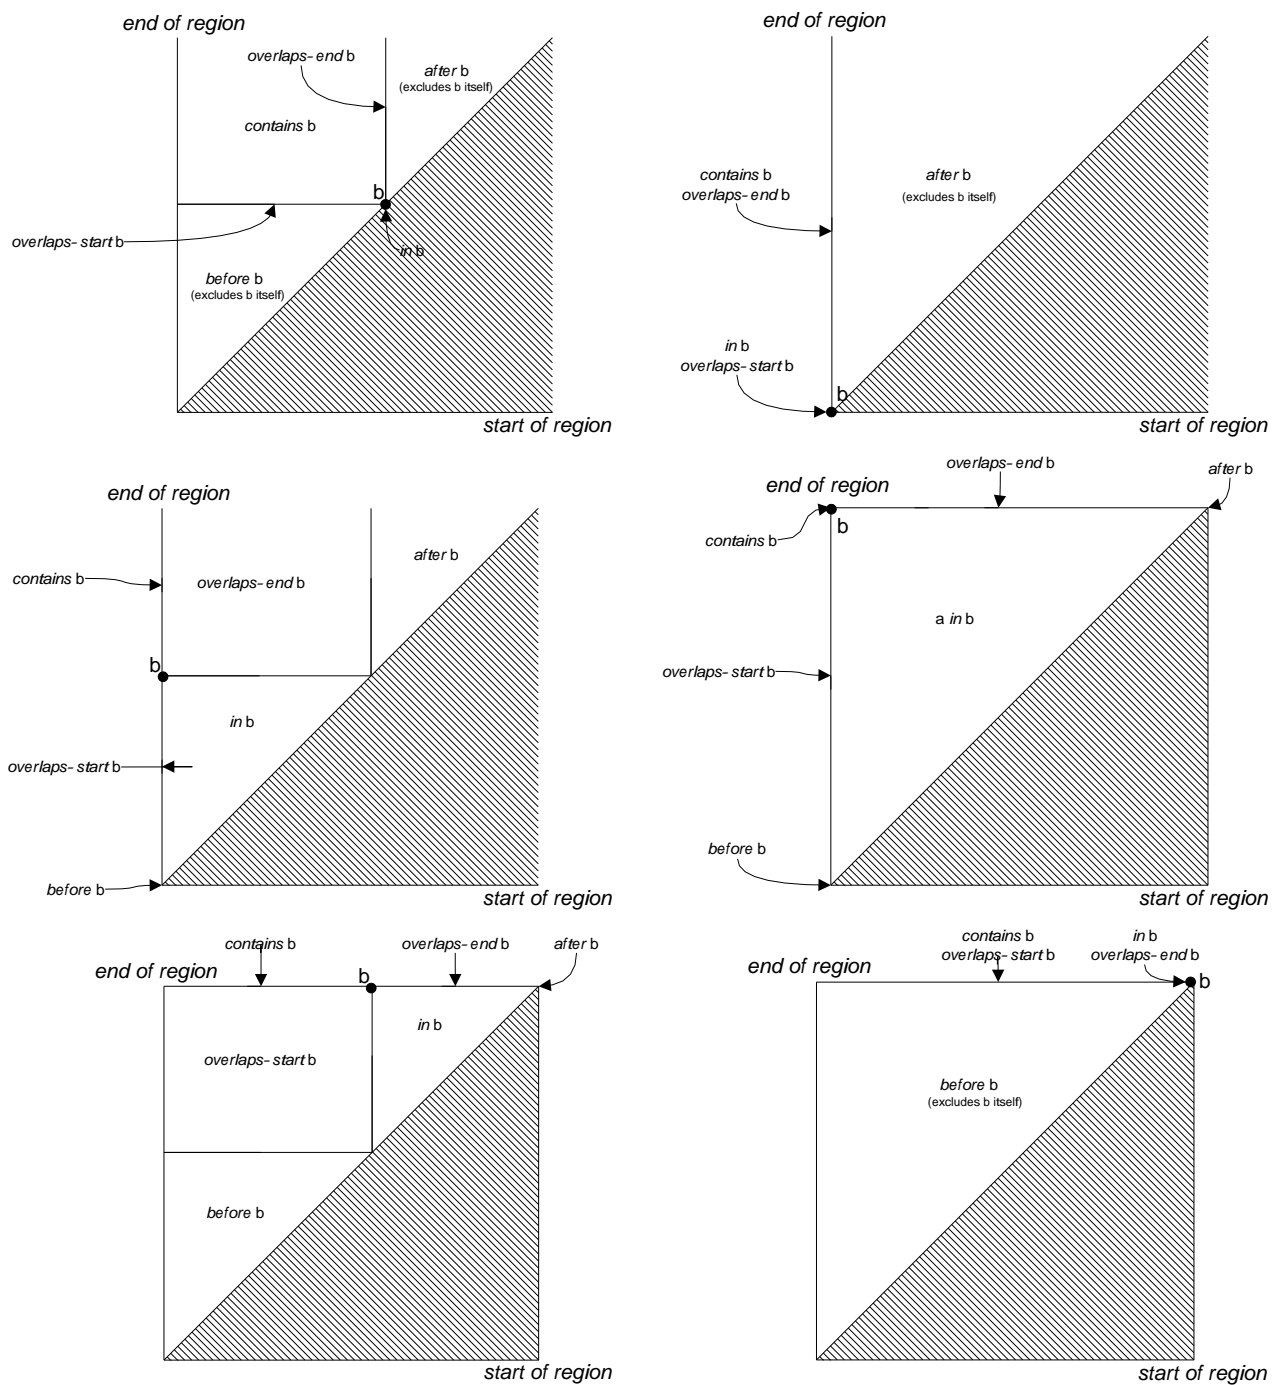 end of region
overlaps-end b
after b
(excludes b itself)
contains b
b
overlaps-start b
in b
before b
(excludes b itself)
start of region
end of region
contains b
overlaps-end b
after b
(excludes b itself)
in b
overlaps-start b
b
start of region
end of region
contains b
overlaps-end b
after b
b
in b
overlaps-start b
before b
start of region
overlaps-end b
after b
end of region
b
contains b
a in b
overlaps-start b
before b
start of region
contains b
overlaps-end b
after b
end of region
b
in b
overlaps-start b
before b
start of region
contains b
overlaps-start b
in b
overlaps-end b
end of region
b
before b
(excludes b itself)
start of region